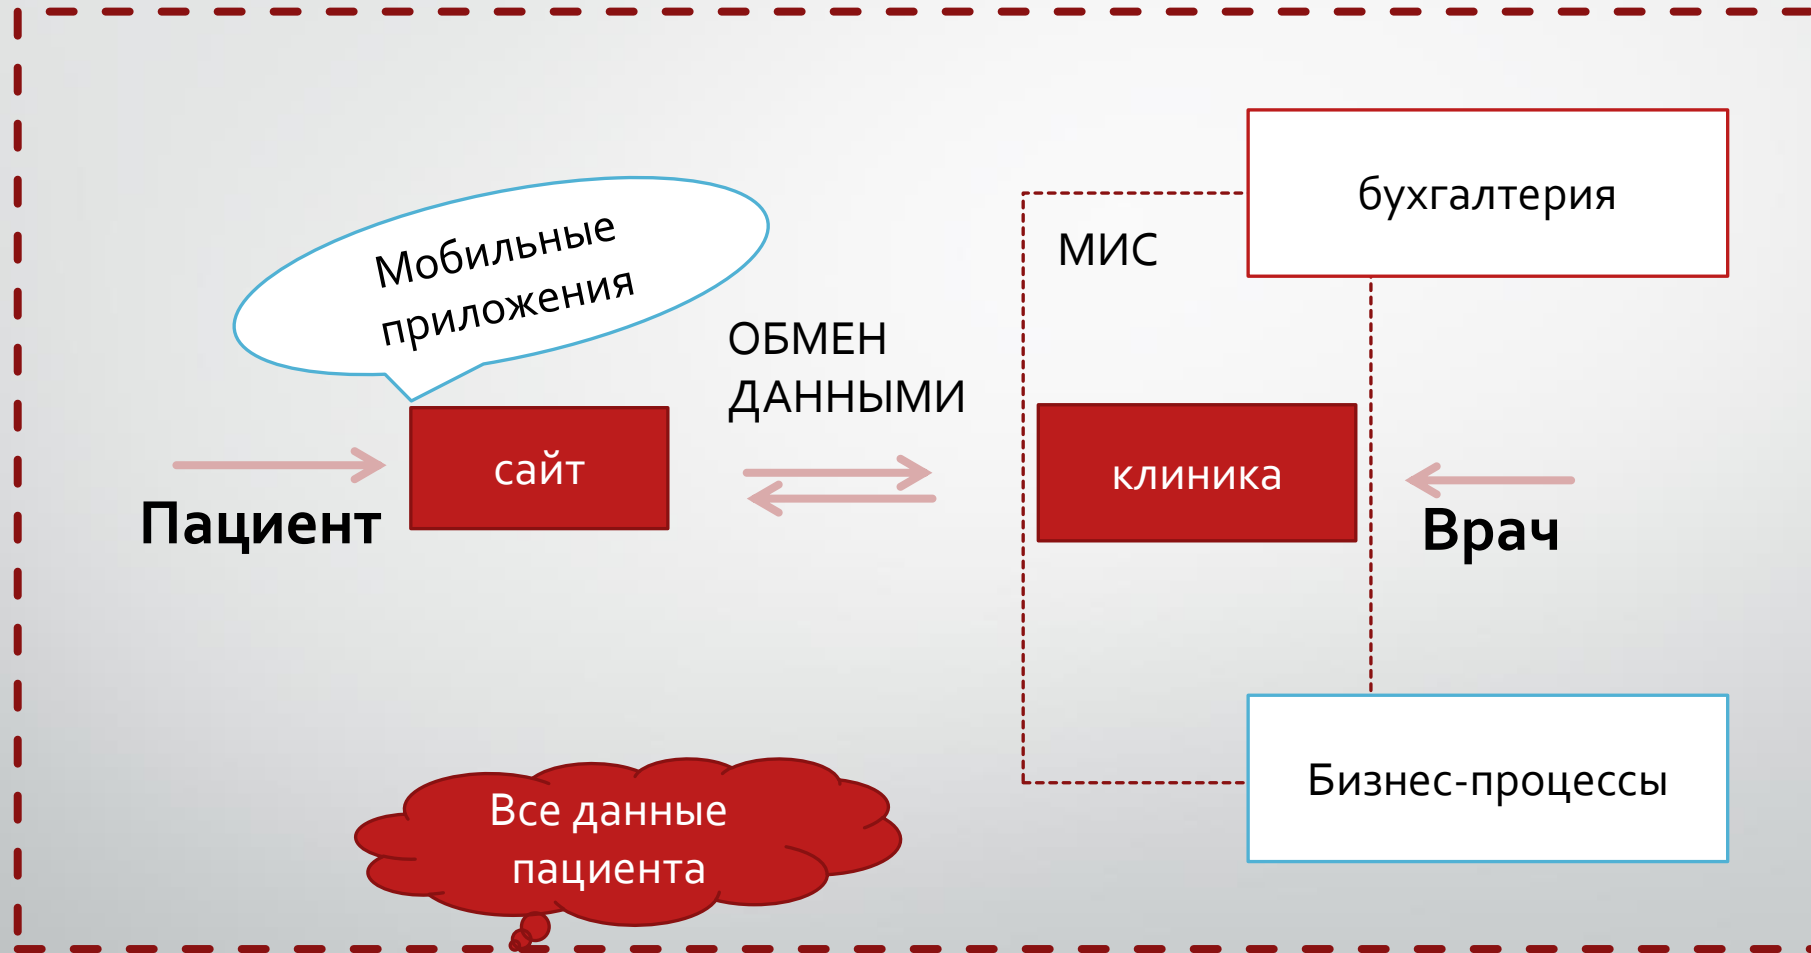 Мобильные
приложения
ОБМЕН
ДАННЫМИ
сайт
Пациент
МИС
бухгалтерия
клиника
Врач
Бизнес-процессы
Все данные
пациента